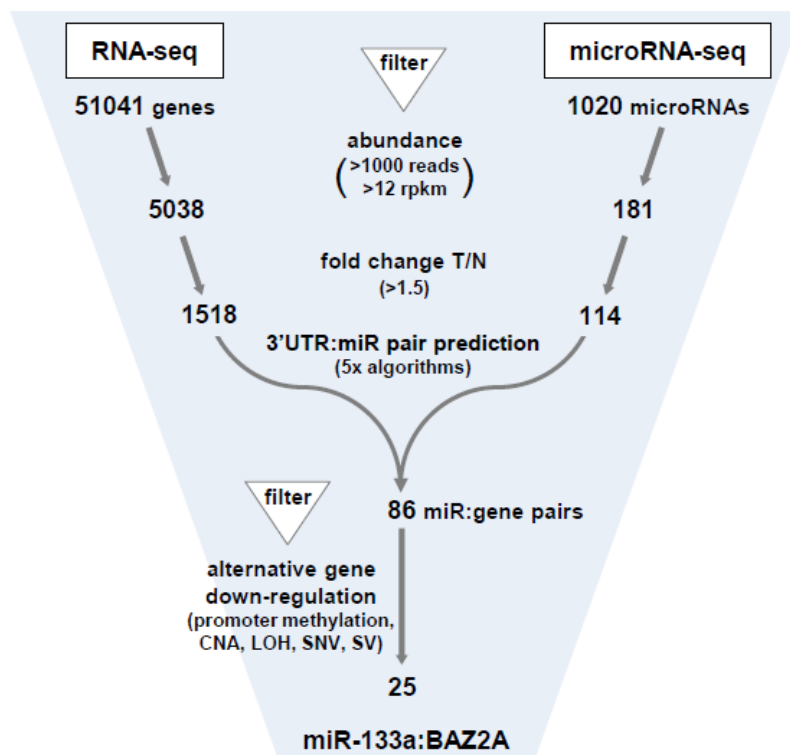 RNA-seq
filter
microRNA-seq
51041 genes
1020 microRNAs
abundance
(>1000 reads
>12 rpkm)
5038
181
fold change T/N
(>1.5)
1518
114
3'UTR:miR pair prediction
(5x algorithms)
filter
86 miR:gene pairs
alternative gene
down-regulation
(promoter methylation,
CNA, LOH, SNV, SV)
25
miR-133a:BAZ2A